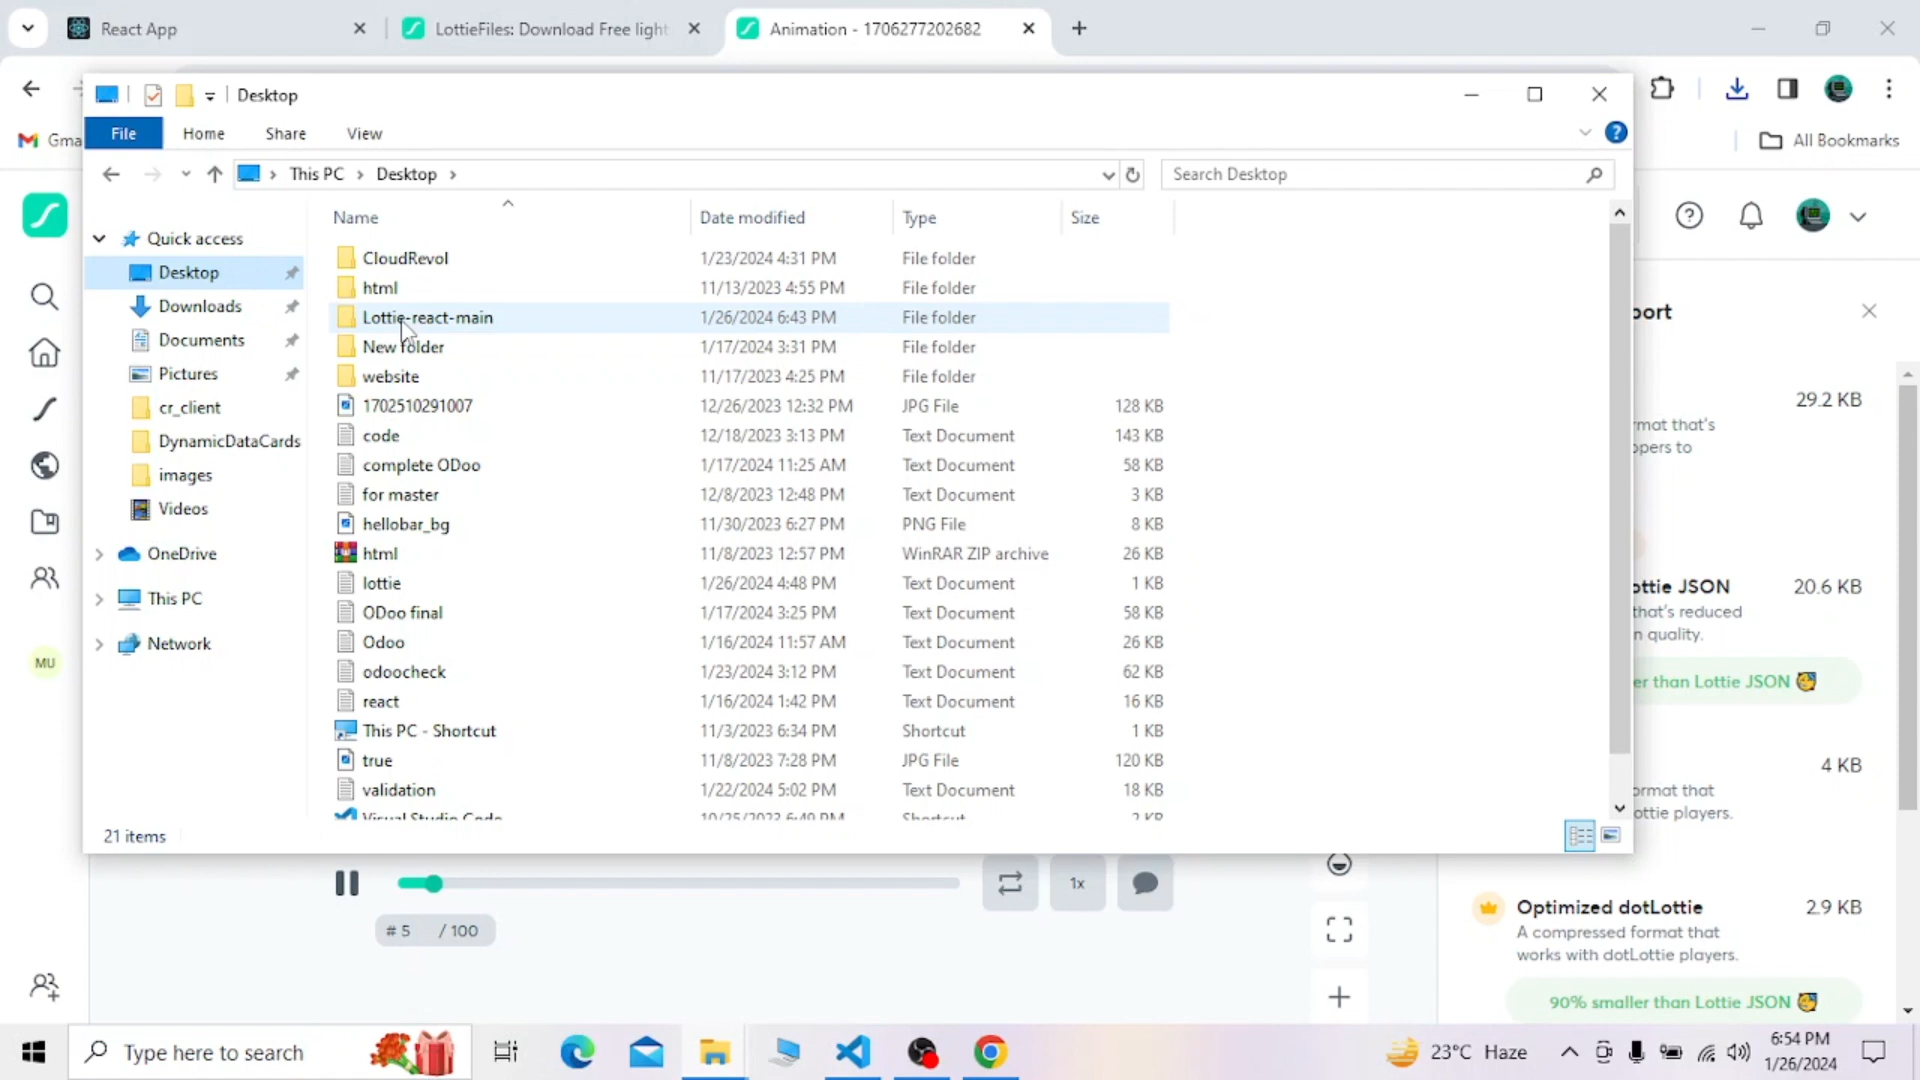 React App
LottieFiles: Download Free light
Animation - 1706277202682
Desktop
File
Home
Share
View
Gma
All Bookmarks
This PC
Desktop
Search Desktop
Name
Date modified
Type
Size
Quick access
Desktop
Downloads
Documents
Pictures
cr_client
DynamicDataCards
images
Videos
OneDrive
This PC
Network
CloudRevol 1/23/2024 4:31 PM File folder
html 11/13/2023 4:55 PM File folder
Lottie-react-main 1/26/2024 6:43 PM File folder
New folder 1/17/2024 3:31 PM File folder
website 11/17/2023 4:25 PM File folder
1702510291007 12/26/2023 12:32 PM JPG File 128 KB
code 12/18/2023 3:13 PM Text Document 143 KB
complete ODoo 1/17/2024 11:25 AM Text Document 58 KB
for master 12/8/2023 12:48 PM Text Document 3 KB
hellobar_bg 11/30/2023 6:27 PM PNG File 8 KB
html 11/8/2023 12:57 PM WinRAR ZIP archive 26 KB
lottie 1/26/2024 4:48 PM Text Document 1 KB
ODoo final 1/17/2024 3:25 PM Text Document 58 KB
Odoo 1/16/2024 11:57 AM Text Document 26 KB
odoocheck 1/23/2024 3:12 PM Text Document 62 KB
react 1/16/2024 1:42 PM Text Document 16 KB
This PC - Shortcut 11/3/2023 6:34 PM Shortcut 1 KB
true 11/8/2023 7:28 PM JPG File 120 KB
validation 1/22/2024 5:02 PM Text Document 18 KB
Visual Studio Code 10/25/2023 6:49 PM Shortcut 2 KB
21 items
MU
port
29.2 KB
rmat that's
opers to
ottie JSON 20.6 KB
that's reduced
n quality.
er than Lottie JSON
4 KB
ormat that
ottie players.
Optimized dotLottie 2.9 KB
A compressed format that
works with dotLottie players.
90% smaller than Lottie JSON
1x
# 5 / 100
Type here to search
23°C Haze
6:54 PM
1/26/2024